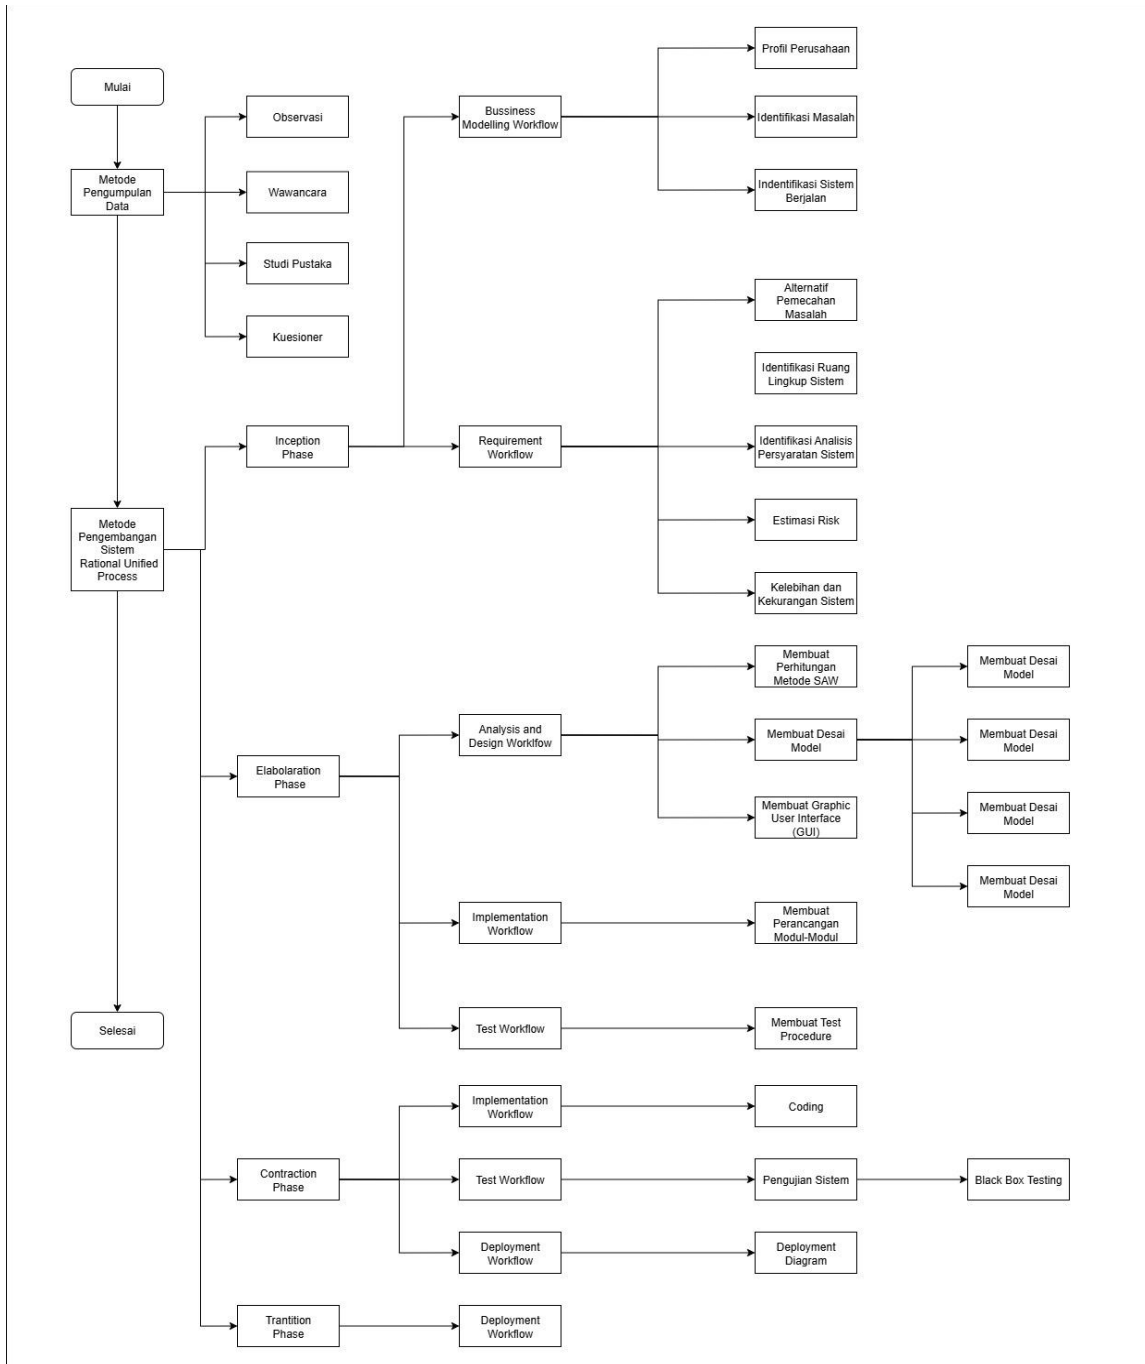 Mulai
Metode
Pengumpulan
Data
Observasi
Wawancara
Studi Pustaka
Kuesioner
Metode
Pengembangan
Sistem
Rational Unified
Process
Selesai
Inception
Phase
Bussiness
Modelling Workflow
Profil Perusahaan
Identifikasi Masalah
Indentifikasi Sistem
Berjalan
Requirement
Workflow
Alternatif
Pemecahan
Masalah
Identifikasi Ruang
Lingkup Sistem
Identifikasi Analisis
Persyaratan Sistem
Estimasi Risk
Kelebihan dan
Kekurangan Sistem
Elabolaration
Phase
Analysis and
Design Worklfow
Membuat
Perhitungan
Metode SAW
Membuat Desai
Model
Membuat Desai
Model
Membuat Desai
Model
Membuat Desai
Model
Membuat Desai
Model
Membuat Graphic
User Interface
(GUI)
Implementation
Workflow
Membuat
Perancangan
Modul-Modul
Test Workflow
Membuat Test
Procedure
Contraction
Phase
Implementation
Workflow
Coding
Test Workflow
Pengujian Sistem
Black Box Testing
Deployment
Workflow
Deployment
Diagram
Trantition
Phase
Deployment
Workflow